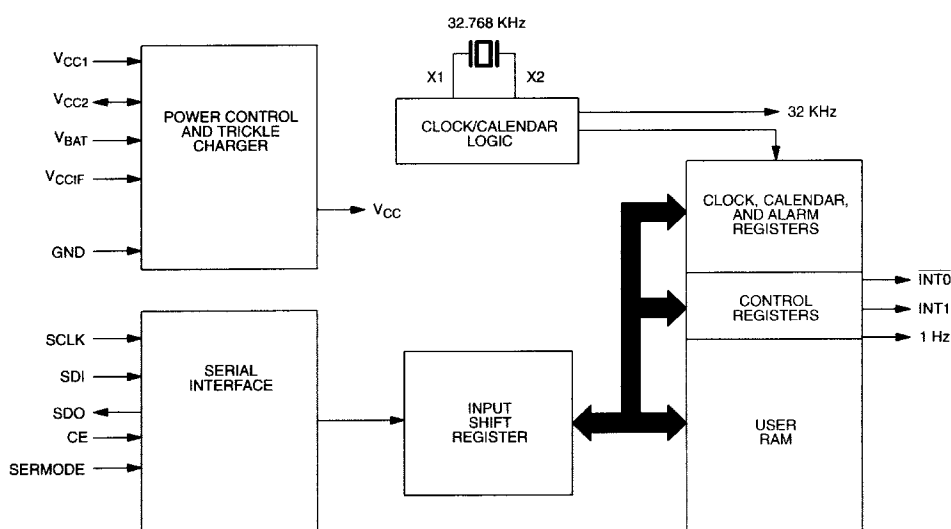 32.768 KHz
X1
X2
VCC1
VCC2
VBAT
VCCIF
GND
POWER CONTROL
AND TRICKLE
CHARGER
VCC
CLOCK/CALENDAR
LOGIC
32 KHz
CLOCK, CALENDAR,
AND ALARM
REGISTERS
CONTROL
REGISTERS
INT0
INT1
1 Hz
USER
RAM
SCLK
SDI
SDO
CE
SERMODE
SERIAL
INTERFACE
INPUT
SHIFT
REGISTER